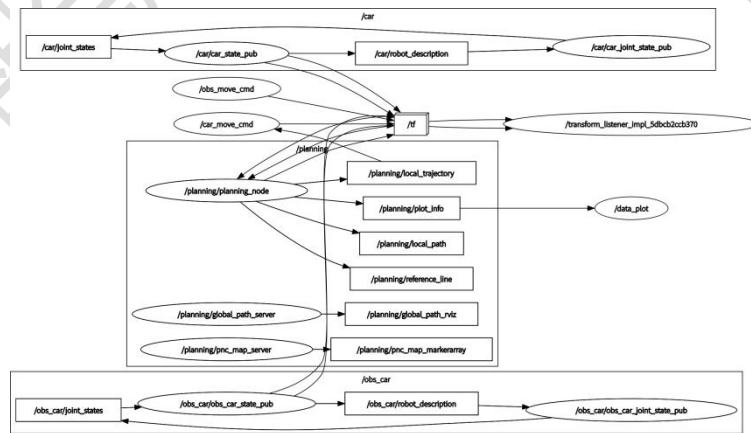 /car
/car/joint_states
/car/car_state_pub
/car/robot_description
/car/car_joint_state_pub
/obs_move_cmd
/car_move_cmd
/tf
/transform_listener_impl_5dbcb2ccb370
/planning
/planning/planning_node
/planning/local_trajectory
/planning/plot_info
/data_plot
/planning/local_path
/planning/reference_line
/planning/global_path_server
/planning/global_path_rviz
/planning/pnc_map_server
/planning/pnc_map_markerarray
/obs_car
/obs_car/joint_states
/obs_car/obs_car_state_pub
/obs_car/robot_description
/obs_car/obs_car_joint_state_pub